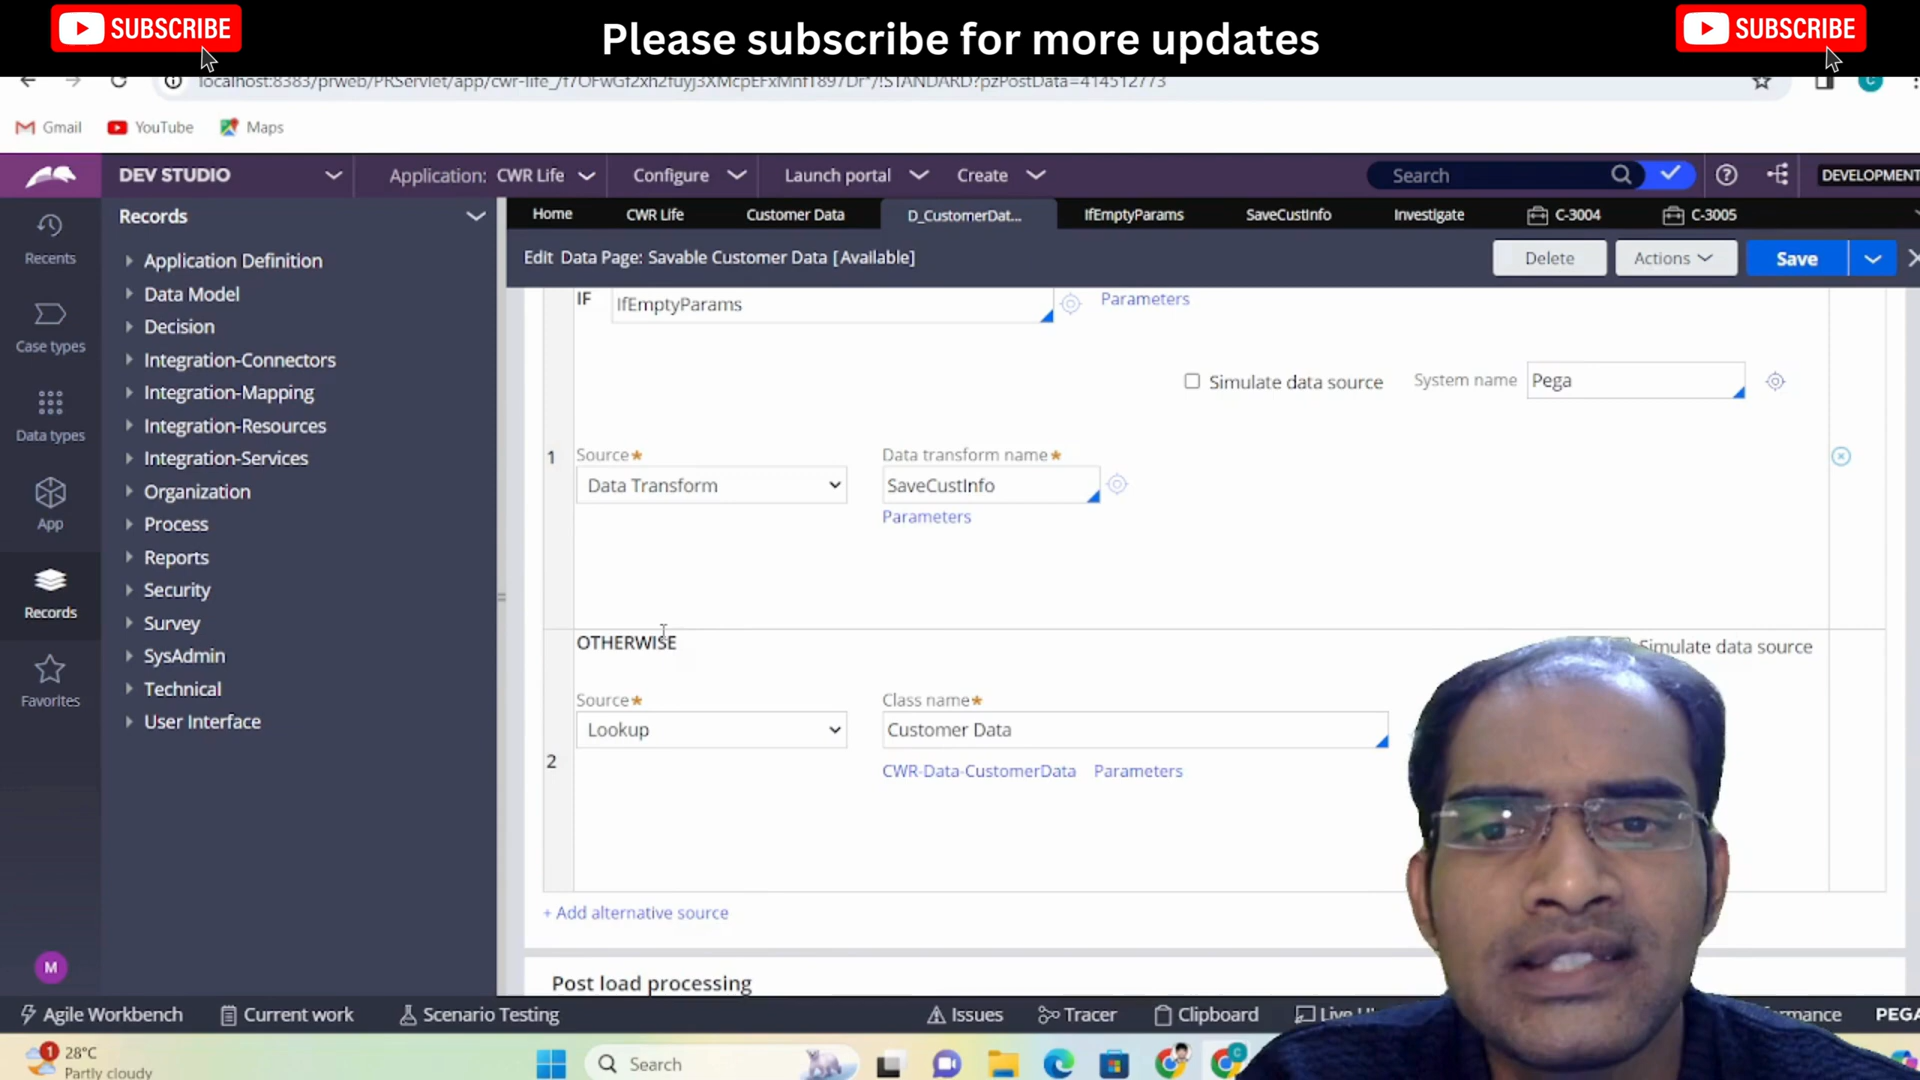 SUBSCRIBE
Please subscribe for more updates
SUBSCRIBE
Gmail YouTube Maps
DEV STUDIO
Application: CWR Life Configure Launch portal Create Search DEVELOPMENT
Recents
Case types
Data types
App
Records
Favorites
M
Records
Application Definition
Data Model
Decision
Integration-Connectors
Integration-Mapping
Integration-Resources
Integration-Services
Organization
Process
Reports
Security
Survey
SysAdmin
Technical
User Interface
Home CWR Life Customer Data D_CustomerDat... IfEmptyParams SaveCustInfo Investigate C-3004 C-3005
Edit Data Page: Savable Customer Data [Available] Delete Actions Save
IF IfEmptyParams Parameters
Simulate data source System name Pega
1 Source★ Data transform name★
Data Transform SaveCustInfo
Parameters
OTHERWISE Simulate data source
Source★ Class name★
Lookup Customer Data
2 CWR-Data-CustomerData Parameters
+ Add alternative source
Post load processing
Agile Workbench Current work Scenario Testing Issues Tracer Clipboard PEGA
1 28°C
Partly cloudy
Search